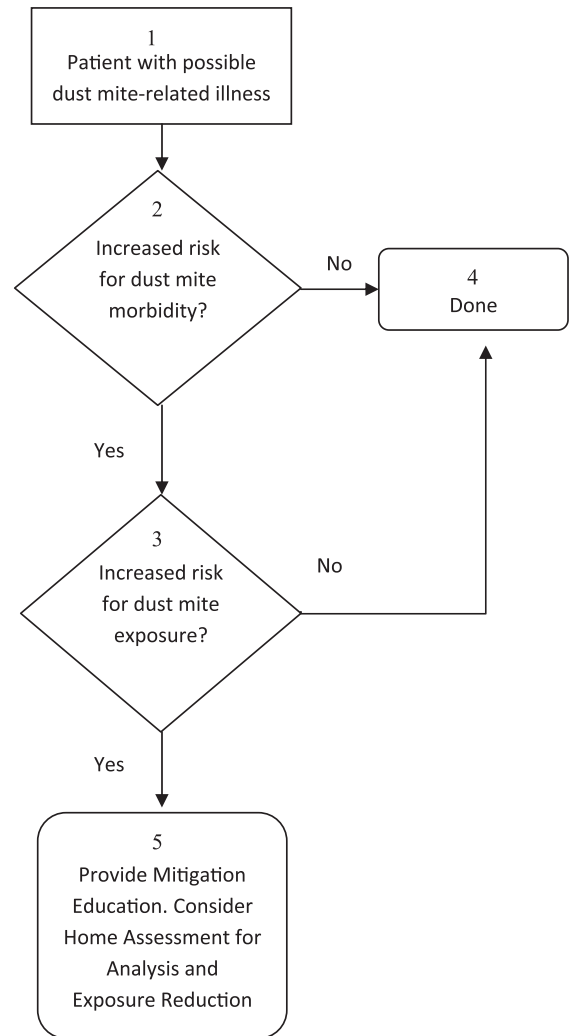 1
Patient with possible
dust mite-related illness
2
Increased risk
for dust mite
morbidity?
No
4
Done
Yes
3
Increased risk
for dust mite
exposure?
No
Yes
5
Provide Mitigation
Education. Consider
Home Assessment for
Analysis and
Exposure Reduction